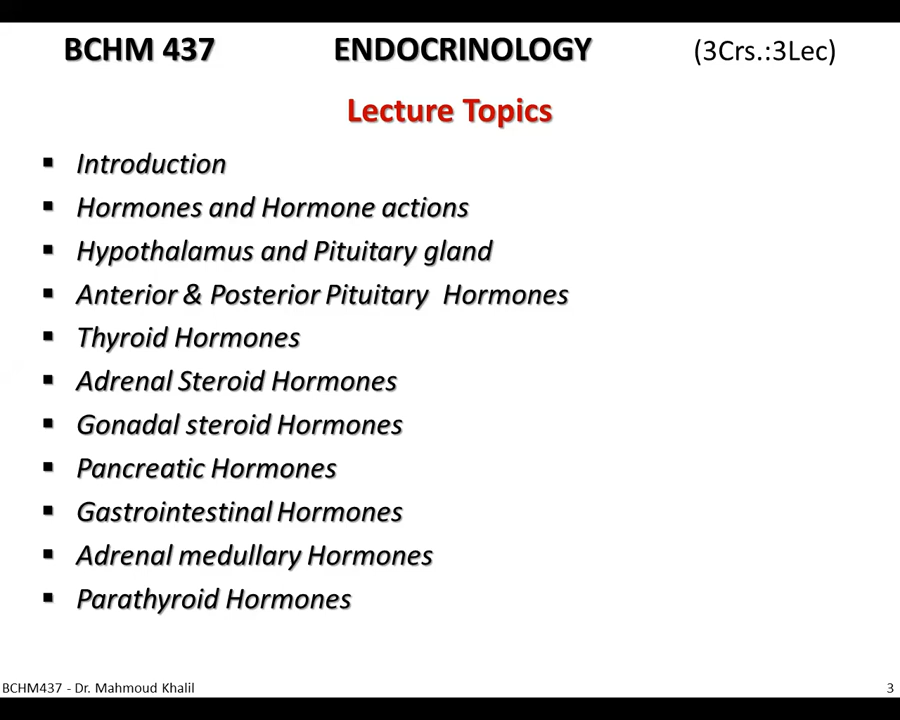 BCHM 437 ENDOCRINOLOGY (3Crs.:3Lec)
Lecture Topics
▪ Introduction
▪ Hormones and Hormone actions
▪ Hypothalamus and Pituitary gland
▪ Anterior & Posterior Pituitary Hormones
▪ Thyroid Hormones
▪ Adrenal Steroid Hormones
▪ Gonadal steroid Hormones
▪ Pancreatic Hormones
▪ Gastrointestinal Hormones
▪ Adrenal medullary Hormones
▪ Parathyroid Hormones
BCHM437 - Dr. Mahmoud Khalil 3